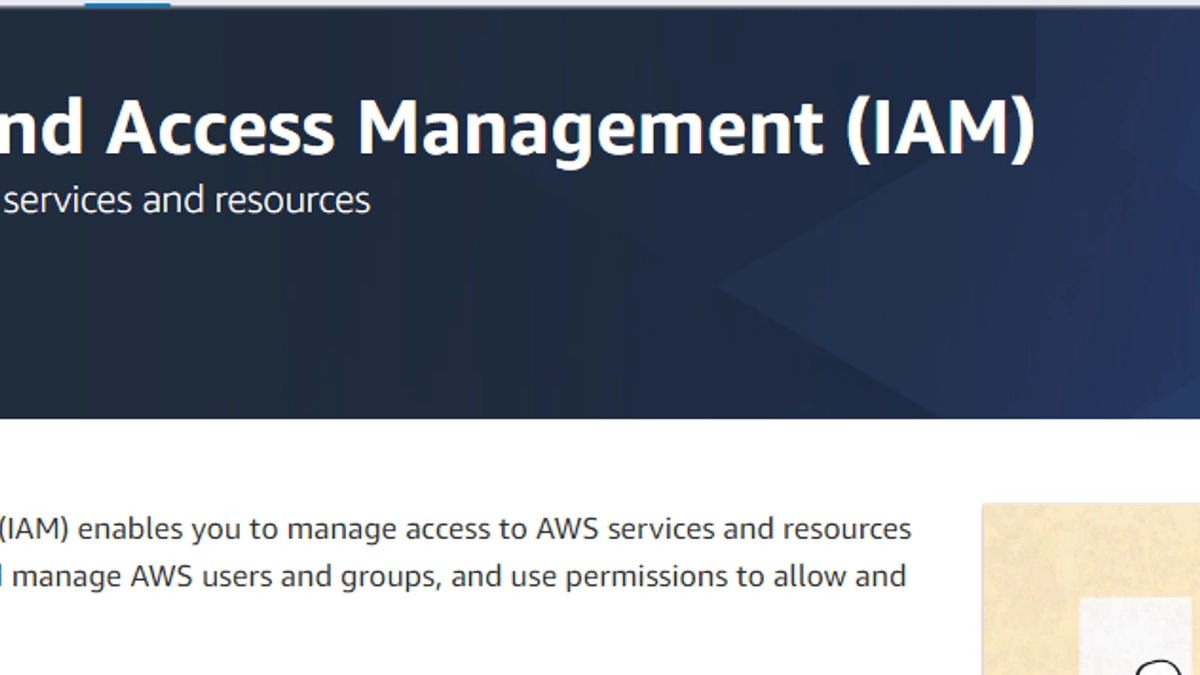 nd Access Management (IAM)
services and resources
(IAM) enables you to manage access to AWS services and resources
manage AWS users and groups, and use permissions to allow and